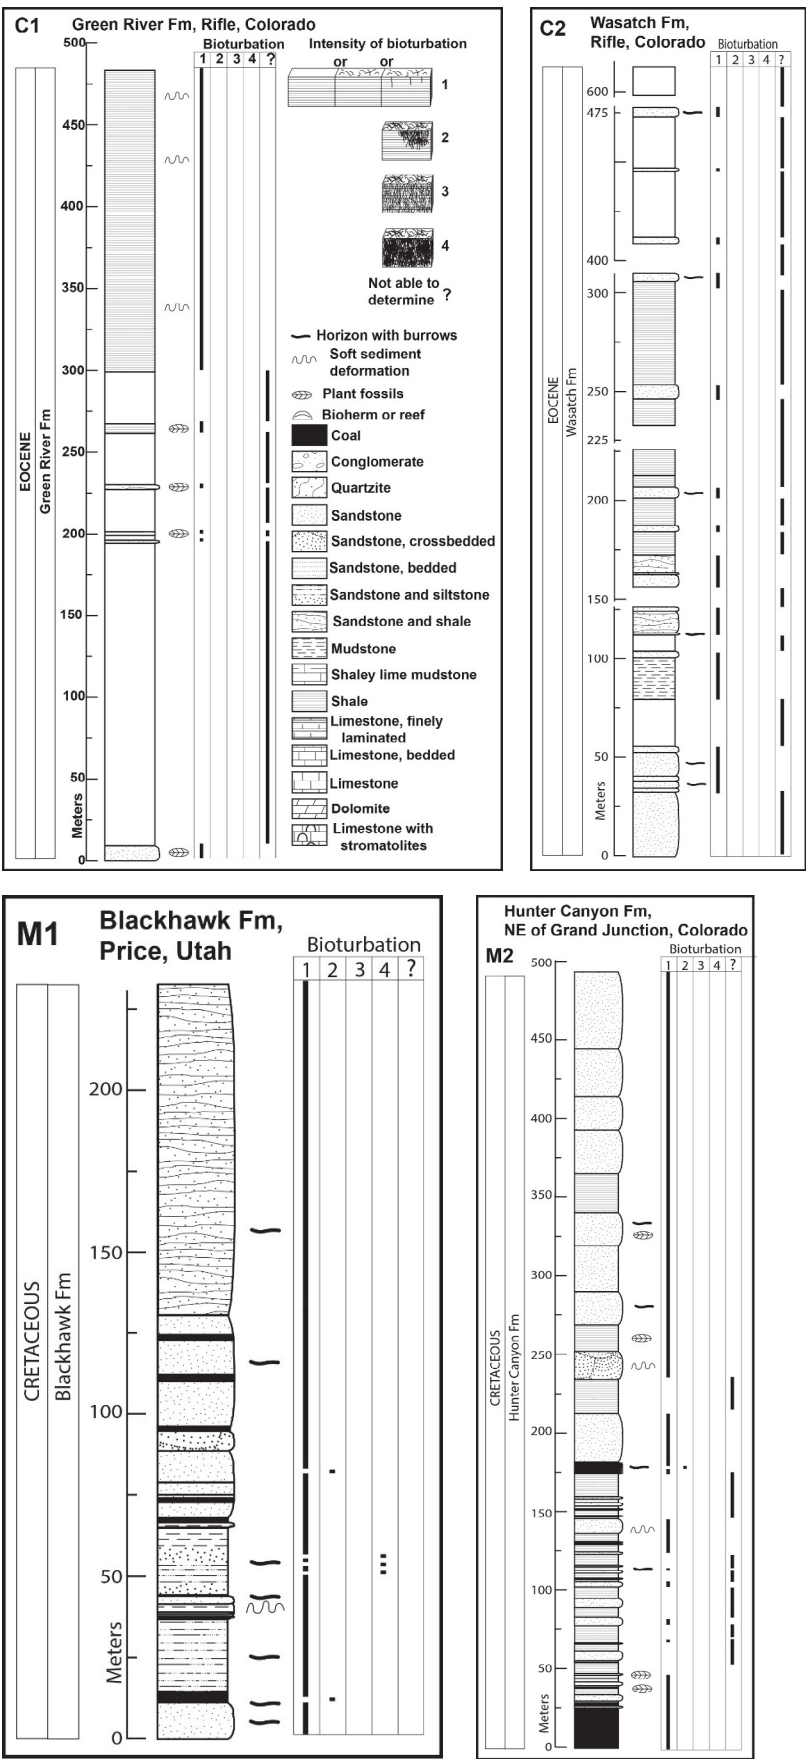 C1
Green River Fm, Rifle, Colorado
Bioturbation
1 2 3 4 ?
500
450
400
350
300
250
200
150
100
50
0
Meters
EOCENE
Green River Fm
Intensity of bioturbation
or or
1
2
3
4
Not able to
determine ?
Horizon with burrows
Soft sediment
deformation
Plant fossils
Bioherm or reef
Coal
Conglomerate
Quartzite
Sandstone
Sandstone, crossbedded
Sandstone, bedded
Sandstone and siltstone
Sandstone and shale
Mudstone
Shaley lime mudstone
Shale
Limestone, finely
laminated
Limestone, bedded
Limestone
Dolomite
Limestone with
stromatolites
C2
Wasatch Fm,
Rifle, Colorado
Bioturbation
1 2 3 4 ?
600
475
400
300
250
225
200
150
100
50
0
Meters
EOCENE
Wasatch Fm
M1
Blackhawk Fm,
Price, Utah
Bioturbation
1 2 3 4 ?
200
150
100
50
0
Meters
CRETACEOUS
Blackhawk Fm
Hunter Canyon Fm,
NE of Grand Junction, Colorado
M2
Bioturbation
1 2 3 4 ?
500
450
400
350
300
250
200
150
100
50
0
Meters
CRETACEOUS
Hunter Canyon Fm